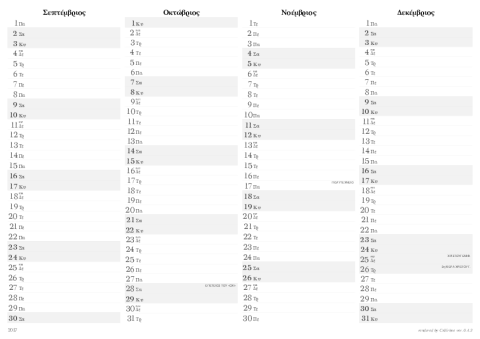 Σεπτέμβριος
1 Πα
2 Σα
3 Κυ
4 Δε
5 Τρ
6 Τε
7 Πε
8 Πα
9 Σα
10 Κυ
11 Δε
12 Τρ
13 Τε
14 Πε
15 Πα
16 Σα
17 Κυ
18 Δε
19 Τρ
20 Τε
21 Πε
22 Πα
23 Σα
24 Κυ
25 Δε
26 Τρ
27 Τε
28 Πε
29 Πα
30 Σα
Οκτώβριος
1 Κυ
2 Δε
3 Τρ
4 Τε
5 Πε
6 Πα
7 Σα
8 Κυ
9 Δε
10 Τρ
11 Τε
12 Πε
13 Πα
14 Σα
15 Κυ
16 Δε
17 Τρ
18 Τε
19 Πε
20 Πα
21 Σα
22 Κυ
23 Δε
24 Τρ
25 Τε
26 Πε
27 Πα
28 Σα
29 Κυ
30 Δε
31 Τρ
Νοέμβριος
1 Τε
2 Πε
3 Πα
4 Σα
5 Κυ
6 Δε
7 Τρ
8 Τε
9 Πε
10 Πα
11 Σα
12 Κυ
13 Δε
14 Τρ
15 Τε
16 Πε
17 Πα
18 Σα
19 Κυ
20 Δε
21 Τρ
22 Τε
23 Πε
24 Πα
25 Σα
26 Κυ
27 Δε
28 Τρ
29 Τε
30 Πε
Δεκέμβριος
1 Πα
2 Σα
3 Κυ
4 Δε
5 Τρ
6 Τε
7 Πε
8 Πα
9 Σα
10 Κυ
11 Δε
12 Τρ
13 Τε
14 Πε
15 Πα
16 Σα
17 Κυ
18 Δε
19 Τρ
20 Τε
21 Πε
22 Πα
23 Σα
24 Κυ
25 Δε
26 Τρ
27 Τε
28 Πε
29 Πα
30 Σα
31 Κυ
2017